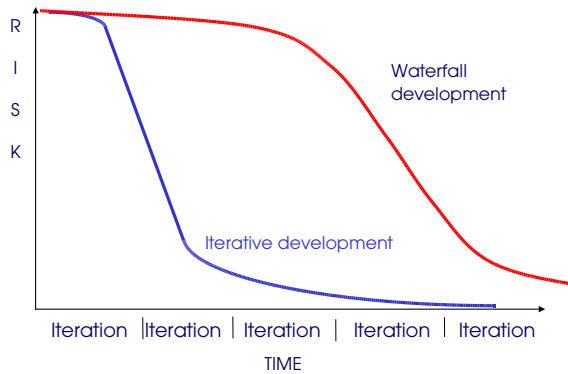 R
I
S
K
Waterfall
development
Iterative development
Iteration Iteration Iteration Iteration Iteration
TIME